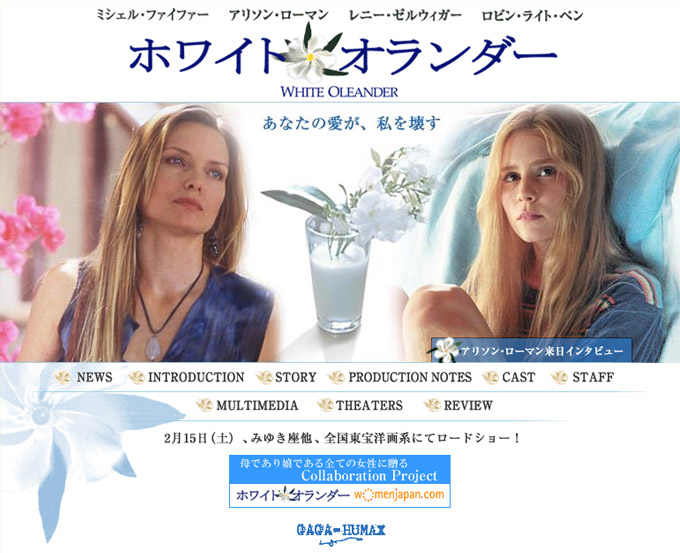 ミシェル・ファイファー　アリソン・ローマン　レニー・ゼルウィガー　ロビン・ライト・ペン
ホワイト オランダー
WHITE OLEANDER
あなたの愛が、私を壊す
アリソン・ローマン来日インタビュー
NEWS INTRODUCTION STORY PRODUCTION NOTES CAST STAFF
MULTIMEDIA THEATERS REVIEW
2月15日（土）、みゆき座他、全国東宝洋画系にてロードショー！
母であり娘である全ての女性に贈る
Collaboration Project
ホワイト オランダー womenjapan.com
GAGA-HUMAX